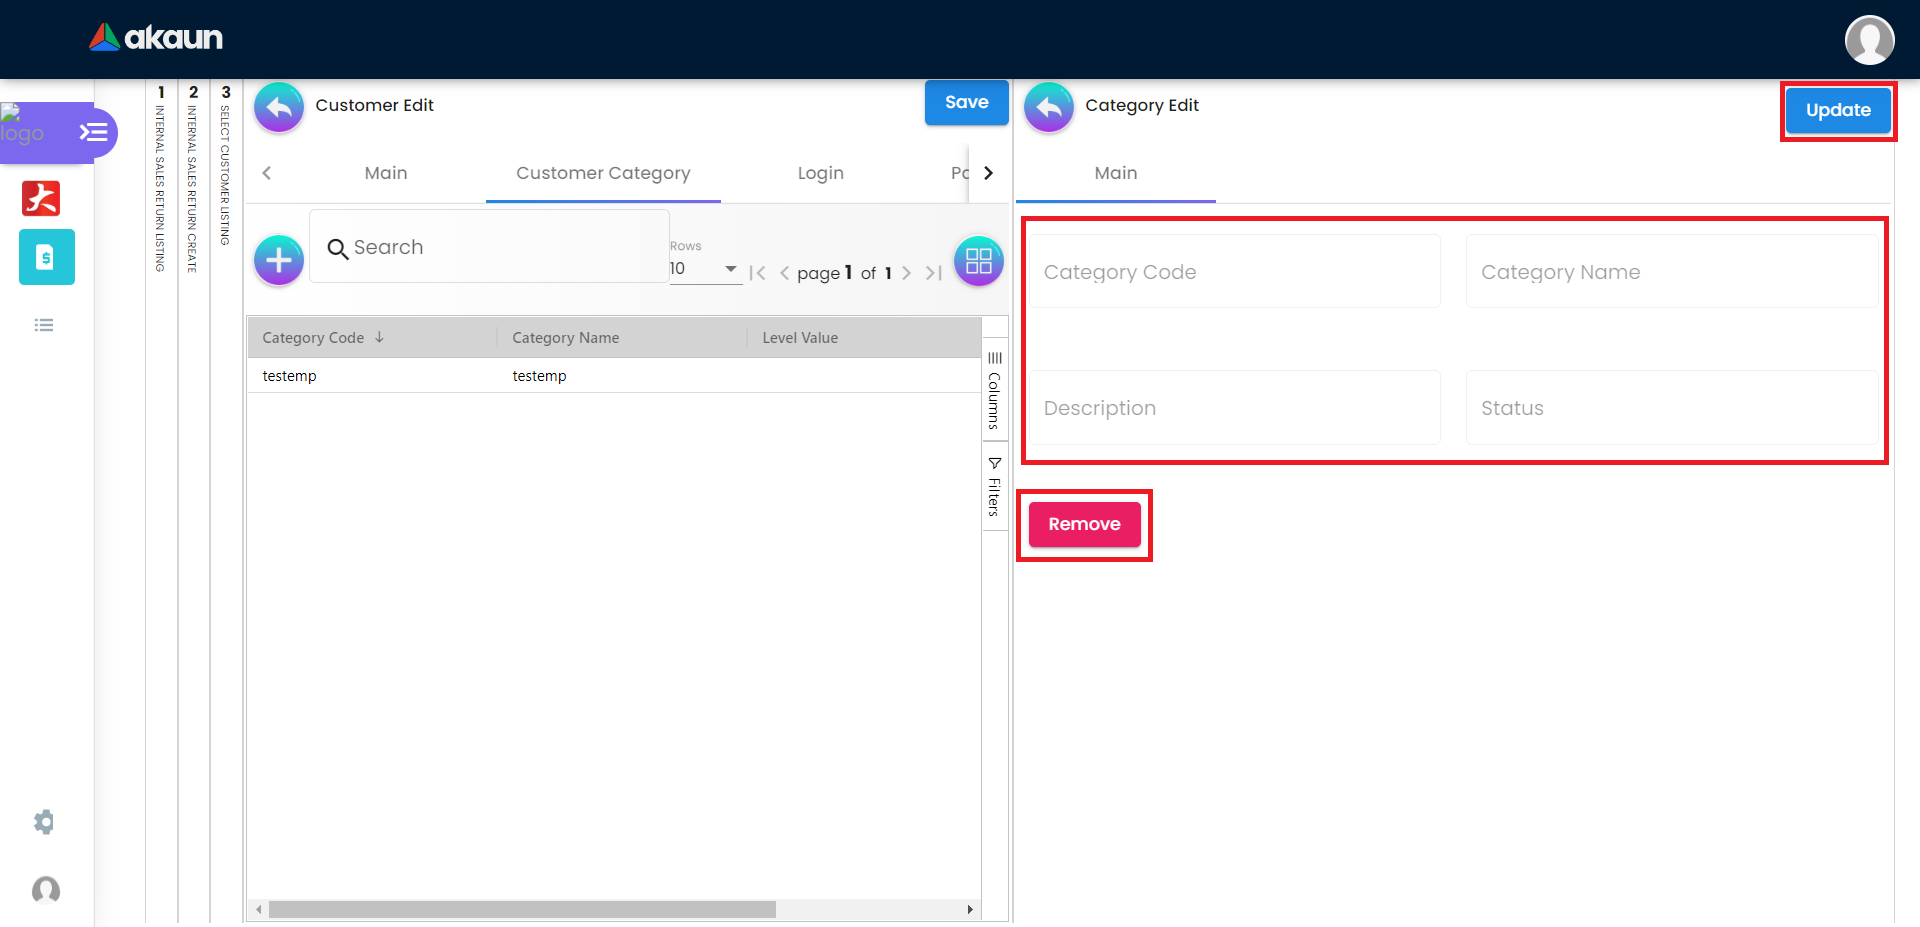 akaun
logo
1 INTERNAL SALES RETURN LISTING
2 INTERNAL SALES RETURN CREATE
3 SELECT CUSTOMER LISTING
Customer Edit
Save
Main
Customer Category
Login
Po
Search
Rows
10
page 1 of 1
Category Code
Category Name
Level Value
testemp
testemp
Columns
Filters
Category Edit
Update
Main
Category Code
Category Name
Description
Status
Remove